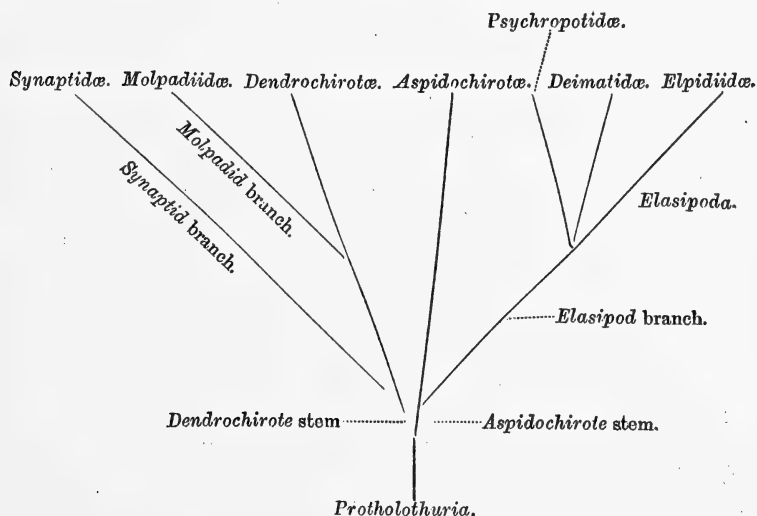 Psychropotidæ.
Synaptidæ. Molpadiidæ. Dendrochirotæ. Aspidochirotæ. Deimatidæ. Elpidiidæ.
Molpadid branch.
Synaptid branch.
Elasipoda.
Elasipod branch.
Dendrochirote stem
Aspidochirote stem.
Protholothuria.